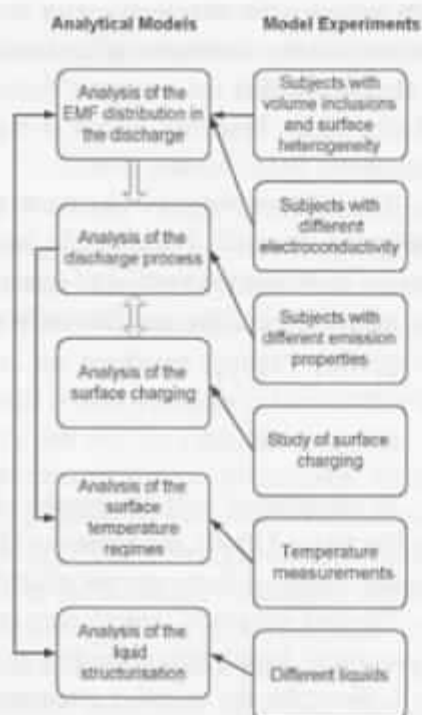 Analytical Models
Model Experiments
Analysis of the
EMF distribution in
the discharge
Subjects with
volume inclusions
and surface
heterogeneity
Subjects with
different
electroconductivity
Analysis of the
discharge process
Subjects with
different emission
properties
Analysis of the
surface charging
Study of surface
charging
Analysis of the
surface
temperature
regimes
Temperature
measurements
Analysis of the
liquid
structurisation
Different liquids